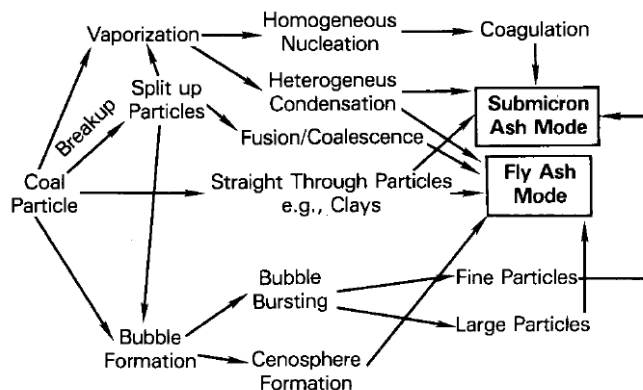 Homogeneous
Nucleation
Vaporization
Coagulation
Split up
Particles
Heterogeneus
Condensation
Submicron
Ash Mode
Breakup
Fusion/Coalescence
Coal
Particle
Straight Through Particles
e.g., Clays
Fly Ash
Mode
Bubble
Bursting
Fine Particles
Large Particles
Bubble
Formation
Cenosphere
Formation